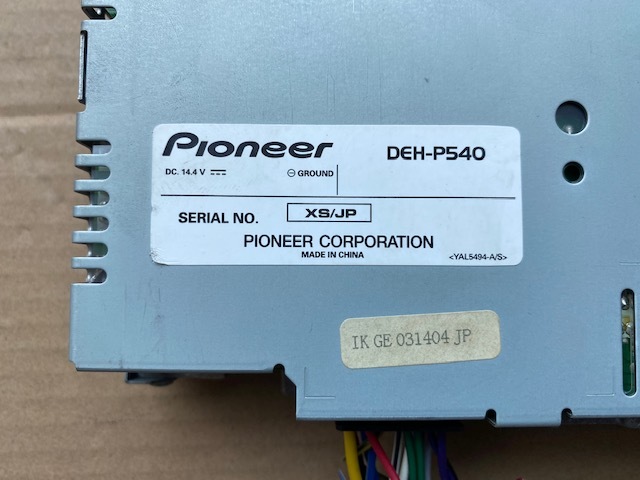 Pioneer DEH-P540
DC. 14.4 V ⎓ ⊖ GROUND
SERIAL NO. XS/JP
PIONEER CORPORATION
MADE IN CHINA <YAL5494-A/S>
IK GE 031404 JP